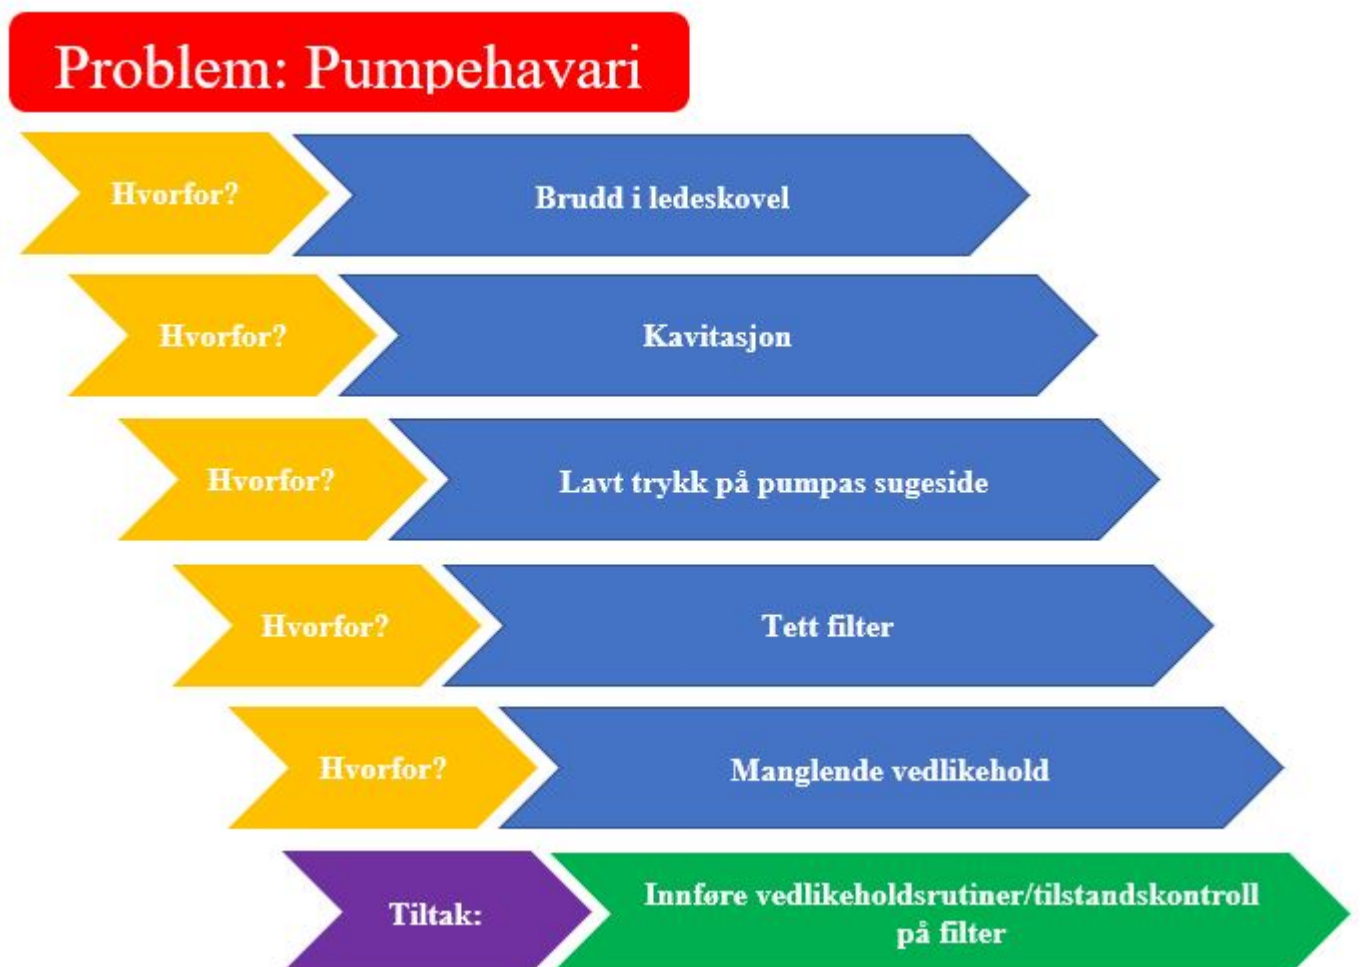 Problem: Pumpehavari
Hvorfor?
Brudd i ledeskovel
Hvorfor?
Kavitasjon
Hvorfor?
Lavt trykk på pumpas sugeside
Hvorfor?
Tett filter
Hvorfor?
Manglende vedlikehold
Tiltak:
Innføre vedlikeholdsrutiner/tilstandskontroll
på filter